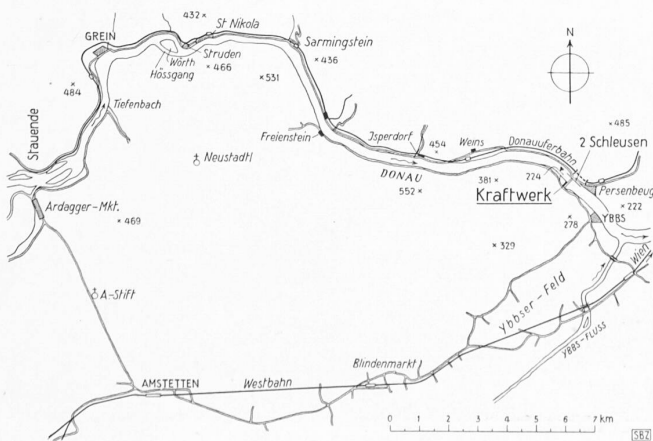 432 ×
St Nikola
N
GREIN
Struden
Sarmingstein
Wörth
Hössgang
× 466
× 436
× 531
×
484
Tiefenbach
Stauende
Freienstein
Isperdorf
454
×
Weins
Donauuferbahn
× 485
2 Schleusen
Neustadtl
DONAU
552 ×
381 ×
224
Persenbeug
Kraftwerk
× 222
Ardagger-Mkt.
× 469
×
278
YBBS
× 329
Wien
A.-Stift
Ybbser-Feld
YBBS-FLUSS
Blindenmarkt
AMSTETTEN
Westbahn
0 1 2 3 4 5 6 7 km
SBZ